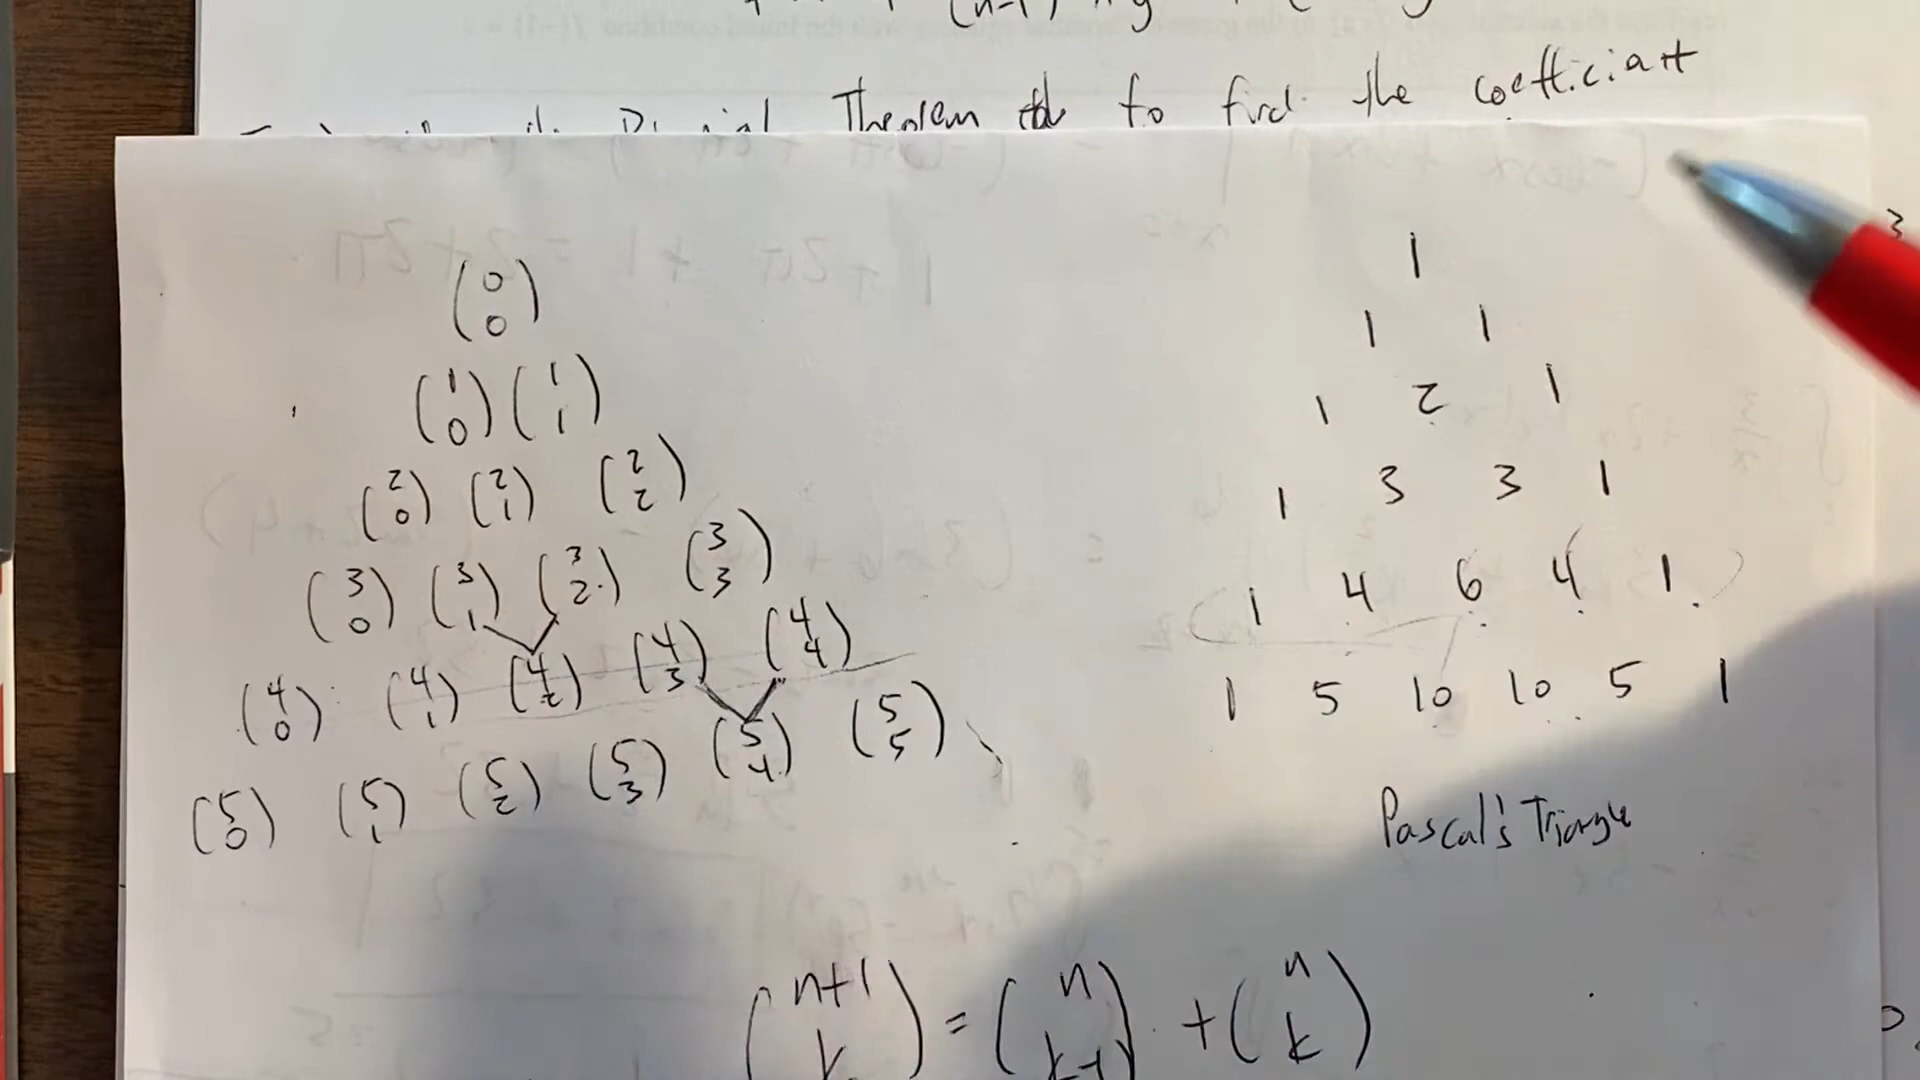 Theorem to find the coefficient
(0 0)
(1 0) (1 1)
(2 0) (2 1) (2 2)
(3 0) (3 1) (3 2) (3 3)
(4 0) (4 1) (4 2) (4 3) (4 4)
(5 0) (5 1) (5 2) (5 3) (5 4) (5 5)
1
1 1
1 2 1
1 3 3 1
1 4 6 4 1
1 5 10 10 5 1
Pascal's Triangle
(n+1 k) = (n k-1) + (n k)